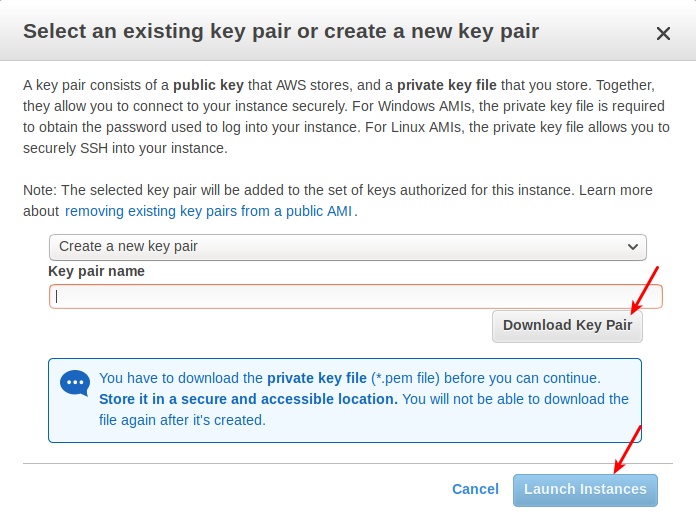 Select an existing key pair or create a new key pair
A key pair consists of a public key that AWS stores, and a private key file that you store. Together,
they allow you to connect to your instance securely. For Windows AMIs, the private key file is required
to obtain the password used to log into your instance. For Linux AMIs, the private key file allows you to
securely SSH into your instance.
Note: The selected key pair will be added to the set of keys authorized for this instance. Learn more
about removing existing key pairs from a public AMI .
Create a new key pair
Key pair name
Download Key Pair
You have to download the private key file (*.pem file) before you can continue.
Store it in a secure and accessible location. You will not be able to download the
file again after it's created.
Cancel Launch Instances